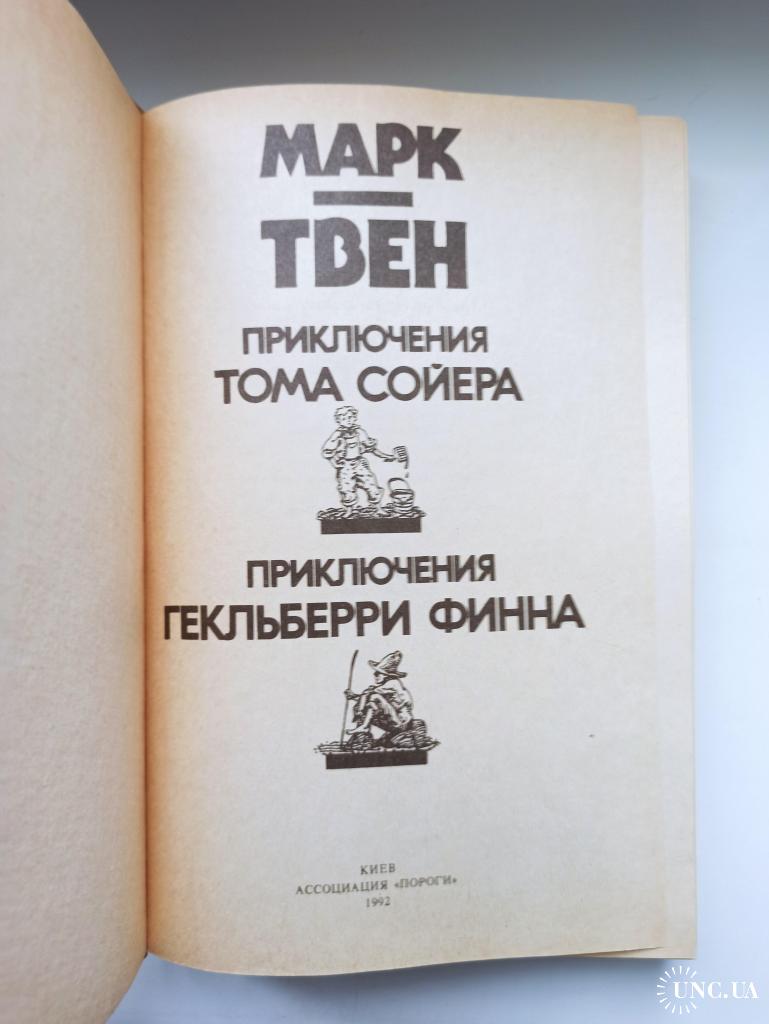 МАРК
ТВЕН
ПРИКЛЮЧЕНИЯ
ТОМА СОЙЕРА
ПРИКЛЮЧЕНИЯ
ГЕКЛЬБЕРРИ ФИННА
КИЕВ
АССОЦИАЦИЯ «ПОРОГИ»
1992
UNC.UA